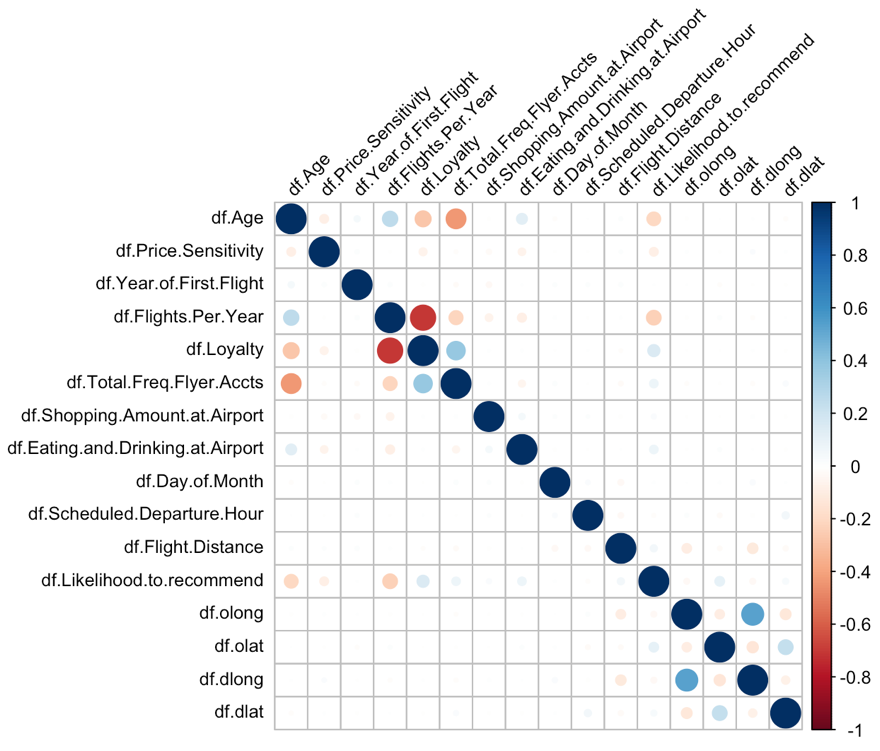 df.Age
df.Price.Sensitivity
df.Year.of.First.Flight
df.Flights.Per.Year
df.Loyalty
df.Total.Freq.Flyer.Accts
df.Shopping.Amount.at.Airport
df.Eating.and.Drinking.at.Airport
df.Day.of.Month
df.Scheduled.Departure.Hour
df.Flight.Distance
df.Likelihood.to.recommend
df.olong
df.olat
df.dlong
df.dlat
df.Age
df.Price.Sensitivity
df.Year.of.First.Flight
df.Flights.Per.Year
df.Loyalty
df.Total.Freq.Flyer.Accts
df.Shopping.Amount.at.Airport
df.Eating.and.Drinking.at.Airport
df.Day.of.Month
df.Scheduled.Departure.Hour
df.Flight.Distance
df.Likelihood.to.recommend
df.olong
df.olat
df.dlong
df.dlat
1
0.8
0.6
0.4
0.2
0
-0.2
-0.4
-0.6
-0.8
-1